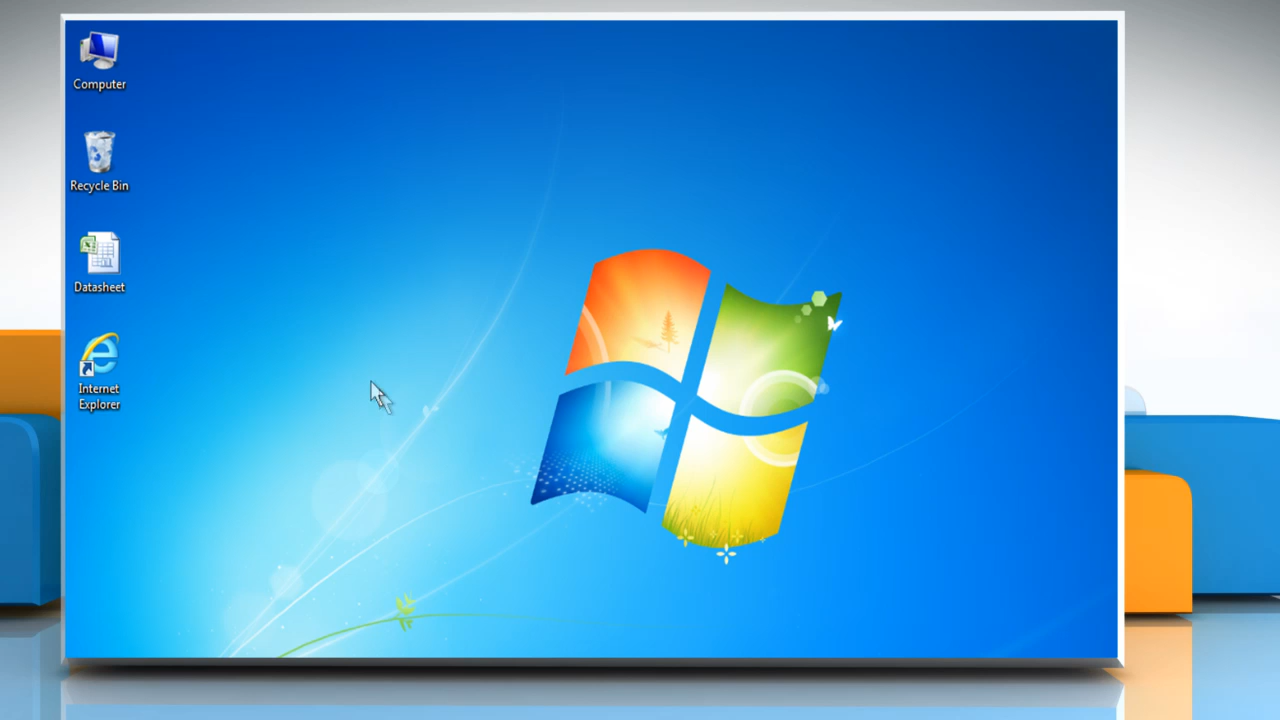 Computer
Recycle Bin
Datasheet
Internet
Explorer